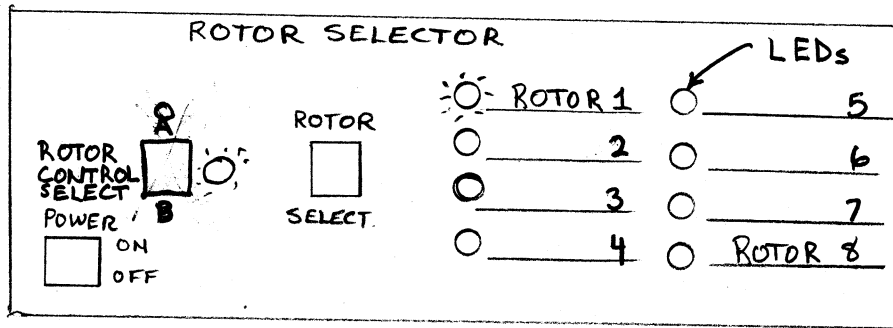 ROTOR SELECTOR
LEDs
A
ROTOR
CONTROL
SELECT
B
POWER
ON
OFF
ROTOR
SELECT.
ROTOR 1
2
3
4
5
6
7
ROTOR 8